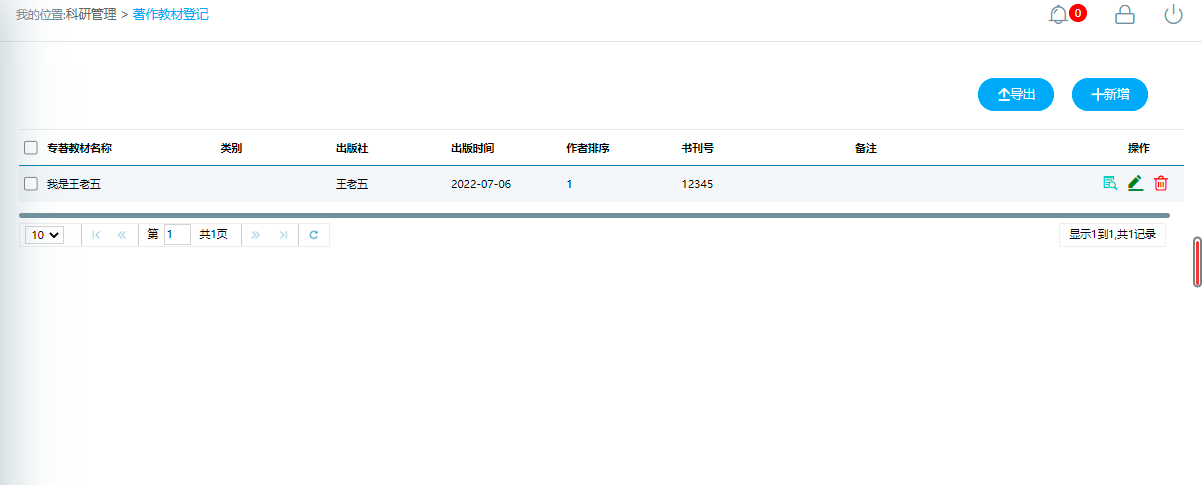 我的位置:科研管理 > 著作教材登记
0
导出 新增
专著教材名称 类别 出版社 出版时间 作者排序 书刊号 备注 操作
我是王老五 王老五 2022-07-06 1 12345
10 第 1 共1页 显示1到1,共1记录